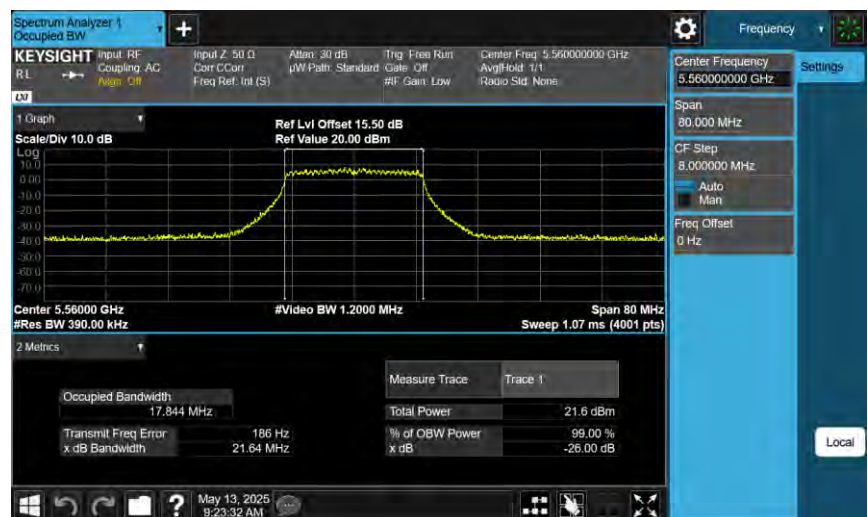 Spectrum Analyzer 1
Occupied BW
Frequency
KEYSIGHT
RL
Input: RF
Coupling: AC
Align: Off
Input Z: 50 Ω
Corr CCorr
Freq Ref: Int (S)
Atten: 30 dB
µW Path: Standard
Trig: Free Run
Gate: Off
#IF Gain: Low
Center Freq: 5.560000000 GHz
Avg|Hold: 1/1
Radio Std: None
LXI
Center Frequency
5.560000000 GHz
Settings
Span
80.000 MHz
CF Step
8.000000 MHz
Auto
Man
Freq Offset
0 Hz
Local
1 Graph
Scale/Div 10.0 dB
Ref Lvl Offset 15.50 dB
Ref Value 20.00 dBm
Log
10.0
0.00
-10.0
-20.0
-30.0
-40.0
-50.0
-60.0
-70.0
Center 5.56000 GHz
#Res BW 390.00 kHz
#Video BW 1.2000 MHz
Span 80 MHz
Sweep 1.07 ms (4001 pts)
2 Metrics
Measure Trace
Trace 1
Occupied Bandwidth
17.844 MHz
Total Power
21.6 dBm
Transmit Freq Error
186 Hz
% of OBW Power
99.00 %
x dB Bandwidth
21.64 MHz
x dB
-26.00 dB
?
May 13, 2025
9:23:32 AM